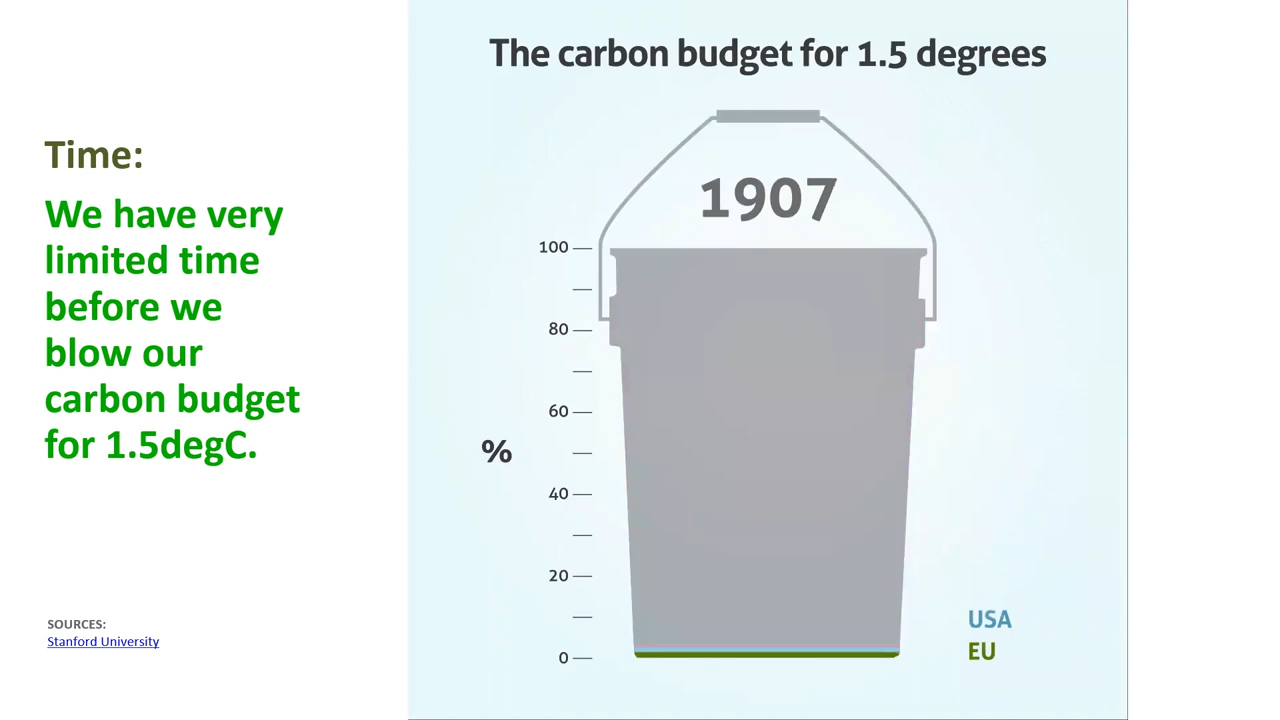 The carbon budget for 1.5 degrees
Time:
We have very
limited time
before we
blow our
carbon budget
for 1.5degC.
SOURCES:
Stanford University
1907
100
80
60
%
40
20
0
USA
EU